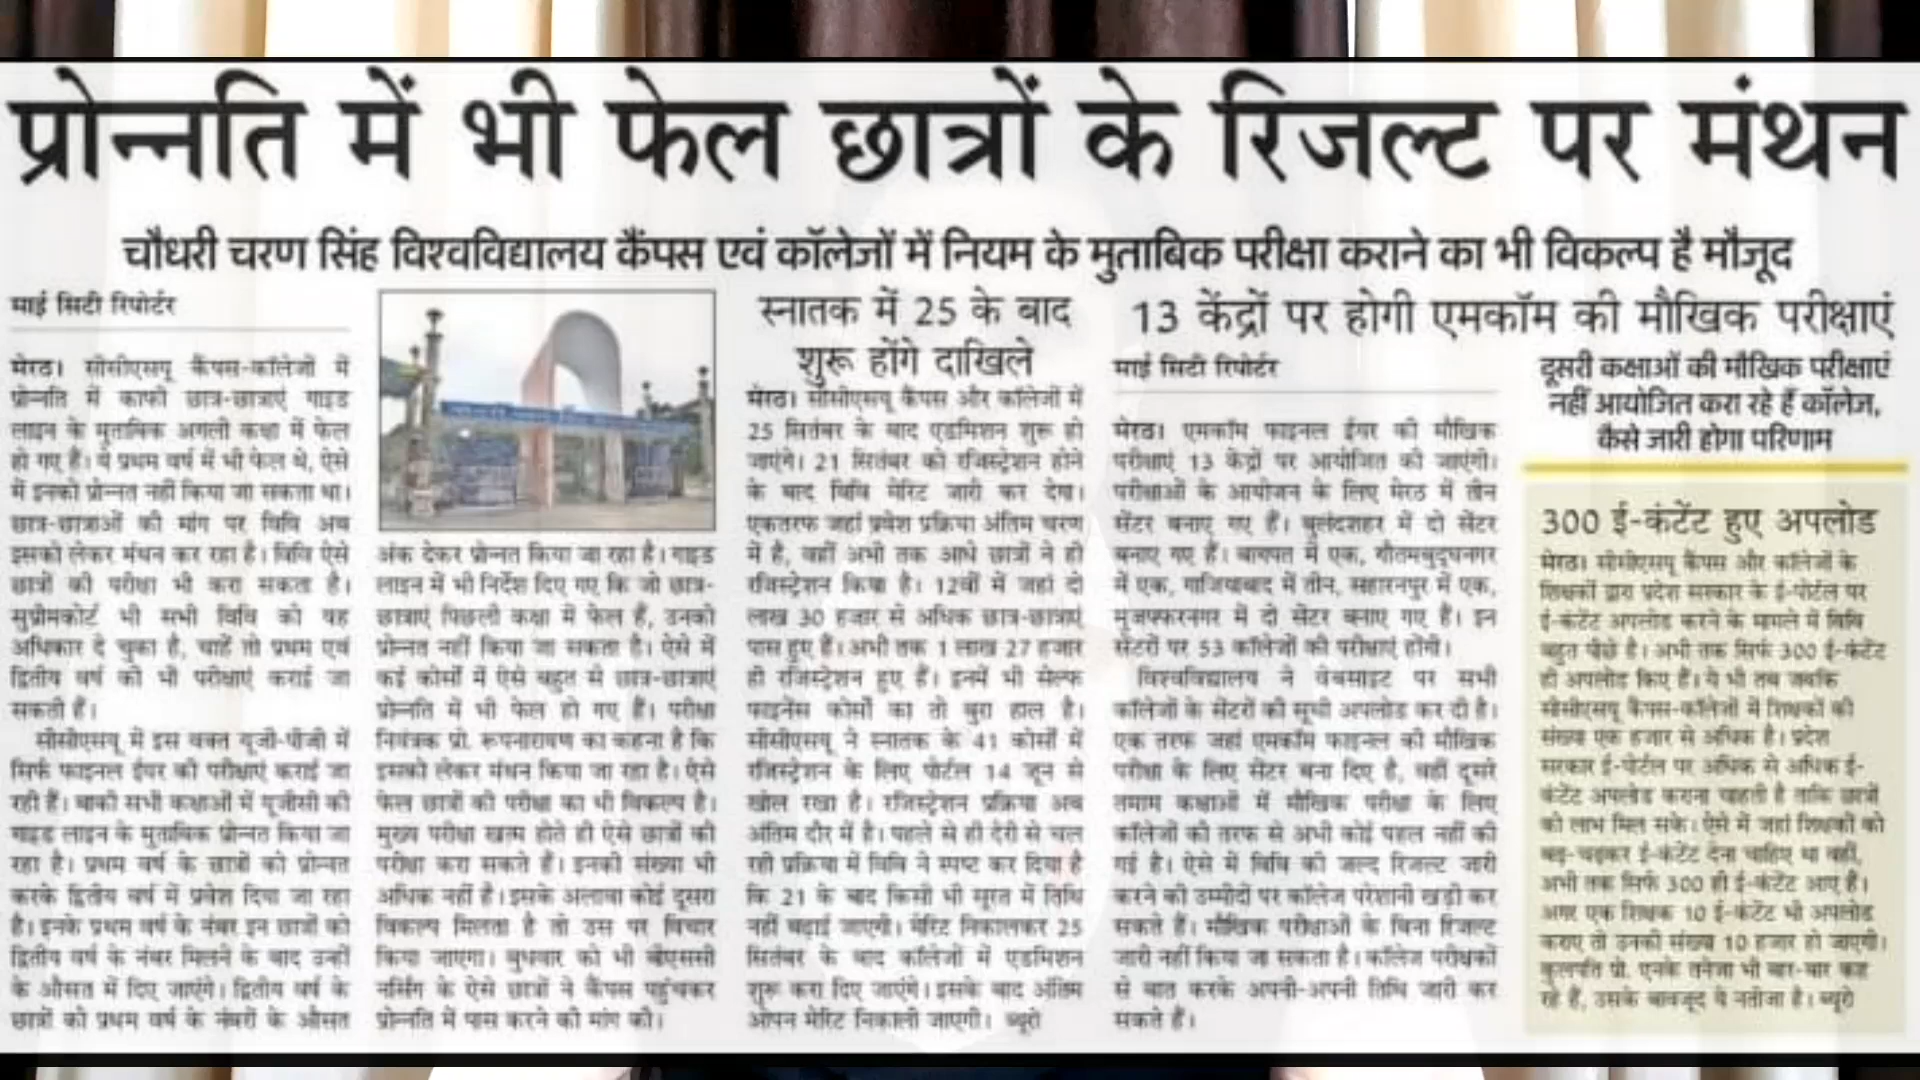 प्रोन्नति में भी फेल छात्रों के रिजल्ट पर मंथन
चौधरी चरण सिंह विश्वविद्यालय कैंपस एवं कॉलेजों में नियम के मुताबिक परीक्षा कराने का भी विकल्प है मौजूद
माई सिटी रिपोर्टर
मेरठ। सीसीएसयू कैंपस-कॉलेजों में
प्रोन्नति में काफी छात्र-छात्राएं गाइड
लाइन के मुताबिक अगली कक्षा में फेल
हो गए हैं। ये प्रथम वर्ष में भी फेल थे, ऐसे
में इनको प्रोन्नत नहीं किया जा सकता था।
छात्र-छात्राओं की मांग पर विवि अब
इसको लेकर मंथन कर रहा है। विवि ऐसे
छात्रों की परीक्षा भी करा सकता है।
सुप्रीमकोर्ट भी सभी विवि को यह
अधिकार दे चुका है, चाहें तो प्रथम एवं
द्वितीय वर्ष की भी परीक्षाएं कराई जा
सकती हैं।
सीसीएसयू में इस वक्त यूजी-पीजी में
सिर्फ फाइनल ईयर की परीक्षाएं कराई जा
रही हैं। बाकी सभी कक्षाओं में यूजीसी की
गाइड लाइन के मुताबिक प्रोन्नत किया जा
रहा है। प्रथम वर्ष के छात्रों को प्रोन्नत
करके द्वितीय वर्ष में प्रवेश दिया जा रहा
है। इनके प्रथम वर्ष के नंबर इन छात्रों को
द्वितीय वर्ष के नंबर मिलने के बाद उन्हीं
के औसत में दिए जाएंगे। द्वितीय वर्ष के
छात्रों को प्रथम वर्ष के नंबरों के औसत
अंक देकर प्रोन्नत किया जा रहा है। गाइड
लाइन में भी निर्देश दिए गए कि जो छात्र-
छात्राएं पिछली कक्षा में फेल हैं, उनको
प्रोन्नत नहीं किया जा सकता है। ऐसे में
कई कोर्सों में ऐसे बहुत से छात्र-छात्राएं
प्रोन्नति में भी फेल हो गए हैं। परीक्षा
नियंत्रक प्रो. रूपनारायण का कहना है कि
इसको लेकर मंथन किया जा रहा है। ऐसे
फेल छात्रों की परीक्षा का भी विकल्प है।
मुख्य परीक्षा खत्म होते ही ऐसे छात्रों की
परीक्षा करा सकते हैं। इनकी संख्या भी
अधिक नहीं है। इसके अलावा कोई दूसरा
विकल्प मिलता है तो उस पर विचार
किया जाएगा। बुधवार को भी बीएससी
नर्सिंग के ऐसे छात्रों ने कैंपस पहुंचकर
प्रोन्नति में पास करने की मांग की।
स्नातक में 25 के बाद
शुरू होंगे दाखिले
मेरठ। सीसीएसयू कैंपस और कॉलेजों में
25 सितंबर के बाद एडमिशन शुरू हो
जाएंगे। 21 सितंबर को रजिस्ट्रेशन होने
के बाद विवि मेरिट जारी कर देगा।
एकतरफ जहां प्रवेश प्रक्रिया अंतिम चरण
में है, वहीं अभी तक आधे छात्रों ने ही
रजिस्ट्रेशन किया है। 12वीं में जहां दो
लाख 30 हजार से अधिक छात्र-छात्राएं
पास हुए हैं। अभी तक 1 लाख 27 हजार
ही रजिस्ट्रेशन हुए हैं। इनमें भी सेल्फ
फाइनेंस कोर्सों का तो बुरा हाल है।
सीसीएसयू ने स्नातक के 41 कोर्सों में
रजिस्ट्रेशन के लिए पोर्टल 14 जून से
खोल रखा है। रजिस्ट्रेशन प्रक्रिया अब
अंतिम दौर में है। पहले से ही देरी से चल
रही प्रक्रिया में विवि ने स्पष्ट कर दिया है
कि 21 के बाद किसी भी सूरत में तिथि
नहीं बढ़ाई जाएगी। मेरिट निकालकर 25
सितंबर के बाद कॉलेजों में एडमिशन
शुरू करा दिए जाएंगे। इसके बाद अंतिम
ओपन मेरिट निकाली जाएगी। ब्यूरो
13 केंद्रों पर होगी एमकॉम की मौखिक परीक्षाएं
माई सिटी रिपोर्टर
मेरठ। एमकॉम फाइनल ईयर की मौखिक
परीक्षाएं 13 केंद्रों पर आयोजित की जाएंगी।
परीक्षाओं के आयोजन के लिए मेरठ में तीन
सेंटर बनाए गए हैं। बुलंदशहर में दो सेंटर
बनाए गए हैं। बागपत में एक, गौतमबुद्धनगर
में एक, गाजियाबाद में तीन, सहारनपुर में एक,
मुजफ्फरनगर में दो सेंटर बनाए गए हैं। इन
सेंटरों पर 53 कॉलेजों की परीक्षाएं होंगी।
विश्वविद्यालय ने वेबसाइट पर सभी
कॉलेजों के सेंटरों की सूची अपलोड कर दी है।
एक तरफ जहां एमकॉम फाइनल की मौखिक
परीक्षा के लिए सेंटर बना दिए है, वहीं दूसरे
तमाम कक्षाओं में मौखिक परीक्षा के लिए
कॉलेजों की तरफ से अभी कोई पहल नहीं की
गई है। ऐसे में विवि की जल्द रिजल्ट जारी
करने की उम्मीदों पर कॉलेज परेशानी खड़ी कर
सकते हैं। मौखिक परीक्षाओं के बिना रिजल्ट
जारी नहीं किया जा सकता है। कॉलेज परीक्षकों
से बात करके अपनी-अपनी तिथि जारी कर
सकते हैं।
दूसरी कक्षाओं की मौखिक परीक्षाएं
नहीं आयोजित करा रहे हैं कॉलेज,
कैसे जारी होगा परिणाम
300 ई-कंटेंट हुए अपलोड
मेरठ। सीसीएसयू कैंपस और कॉलेजों के
शिक्षकों द्वारा प्रदेश सरकार के ई-पोर्टल पर
ई-कंटेंट अपलोड करने के मामले में विवि
बहुत पीछे है। अभी तक सिर्फ 300 ई-कंटेंट
ही अपलोड किए हैं। ये भी तब जबकि
सीसीएसयू कैंपस-कॉलेजों में शिक्षकों की
संख्या एक हजार से अधिक है। प्रदेश
सरकार ई-पोर्टल पर अधिक से अधिक ई-
कंटेंट अपलोड कराना चाहती है ताकि छात्रों
को लाभ मिल सके। ऐसे में जहां शिक्षकों को
बढ़-चढ़कर ई-कंटेंट देना चाहिए था वहीं,
अभी तक सिर्फ 300 ही ई-कंटेंट आए हैं।
अगर एक शिक्षक 10 ई-कंटेंट भी अपलोड
कराए तो उनकी संख्या 10 हजार हो जाएगी।
कुलपति प्रो. एनके तनेजा भी बार-बार कह
रहे हैं, उसके बावजूद ये नतीजा है। ब्यूरो